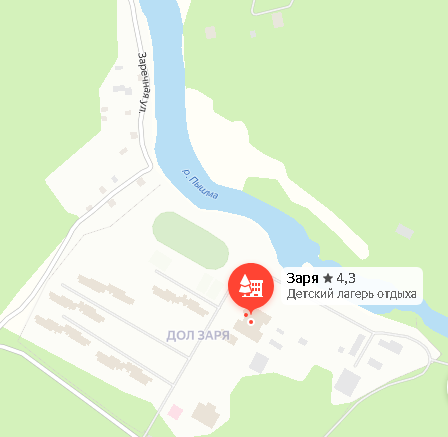 Заречная ул.
р. Пышма
Заря ★ 4,3
Детский лагерь отдыха
ДОЛ ЗАРЯ